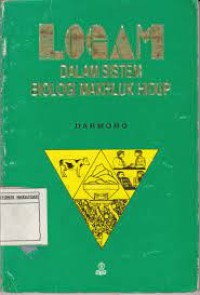 LOGAM
DALAM SISTEM
BIOLOGI MAKHLUK HIDUP
DARMONO